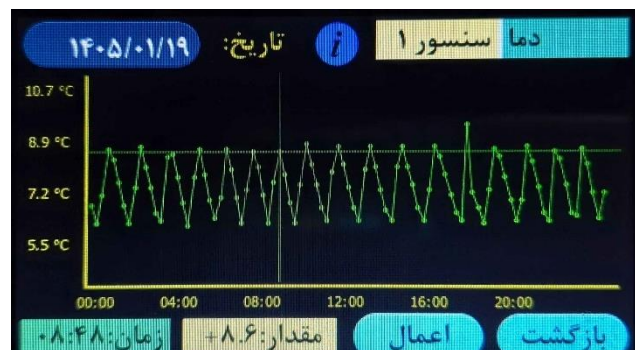 دما سنسور ۱ تاریخ: ۱۴۰۵/۰۱/۱۹
10.7 °C
8.9 °C
7.2 °C
5.5 °C
00:00 04:00 08:00 12:00 16:00 20:00
بازگشت اعمال مقدار:۸.۶+ زمان:۰۸:۴۸